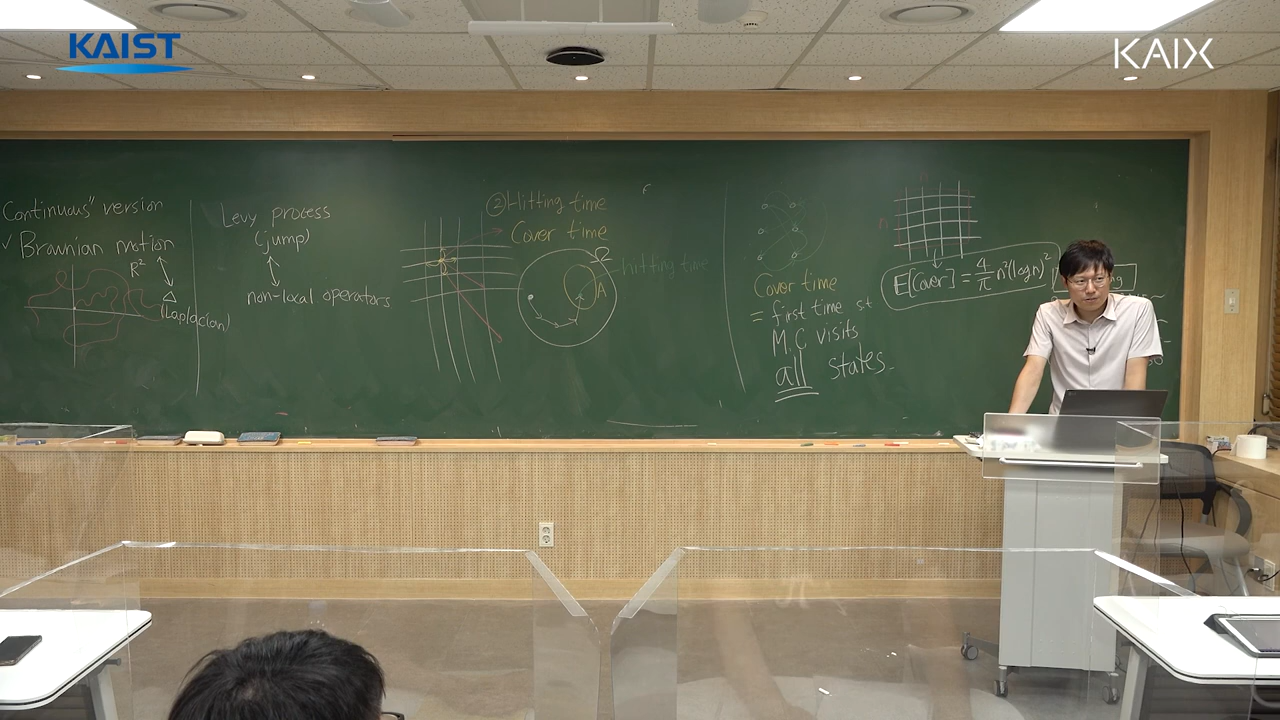 KAIST
KAIX
Continuous" version
✓ Brownian motion
R²
Δ
(Laplacian)
Levy process
(jump)
non-local operators
② Hitting time
Cover time
Ω
A
hitting time
Cover time
= first time st
M.C visits
all states.
n
n
E[Cover] = 4/π n²(log n)²